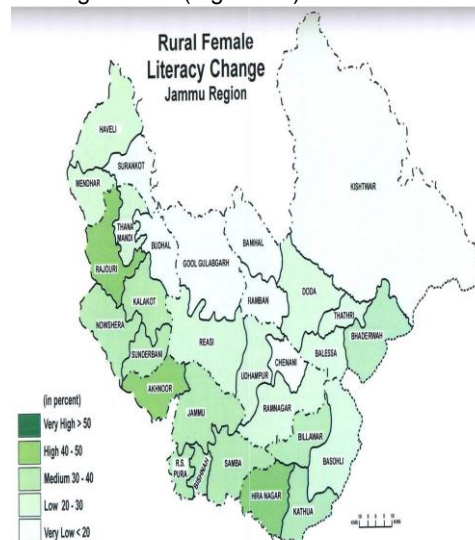 Rural Female
Literacy Change
Jammu Region
HAVELI
SURANKOT
MENDHAR
KISHTWAR
THANA
MANDI
BUDHAL
BANIHAL
GOOL GULABGARH
RAJOURI
DODA
RAMBAN
KALAKOT
THATHRI
BHADERWAH
NOWSHERA
REASI
SUNDERBANI
CHENANI
BALESSA
UDHAMPUR
AKHNOOR
(in percent)
RAMNAGAR
Very High > 50
JAMMU
High 40 - 50
BILLAWAR
Medium 30 - 40
R.S.
PURA
BISHNAH
SAMBA
BASOHLI
Low 20 - 30
HIRA NAGAR
KATHUA
Very Low < 20